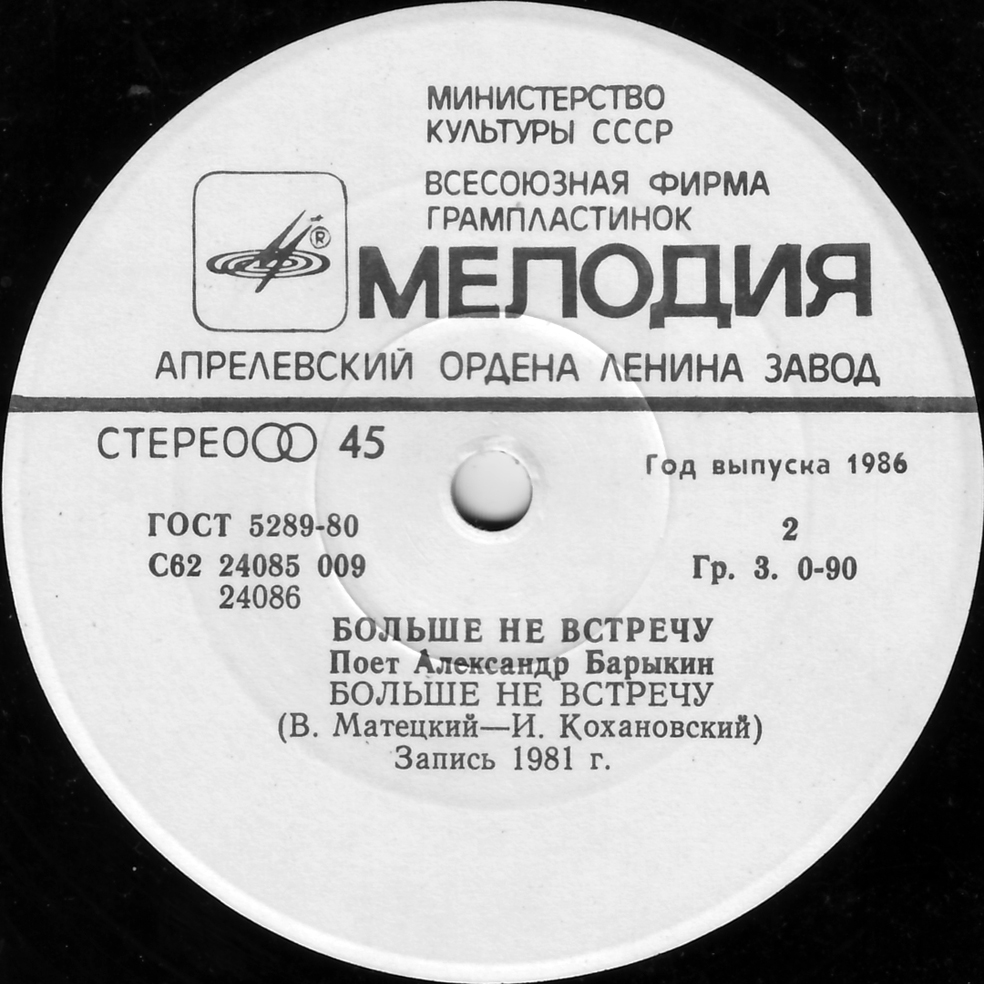 МИНИСТЕРСТВО
КУЛЬТУРЫ СССР
ВСЕСОЮЗНАЯ ФИРМА
ГРАМПЛАСТИНОК
®
МЕЛОДИЯ
АПРЕЛЕВСКИЙ ОРДЕНА ЛЕНИНА ЗАВОД
СТЕРЕО 45
Год выпуска 1986
ГОСТ 5289-80
2
С62 24085 009
Гр. 3. 0-90
24086
БОЛЬШЕ НЕ ВСТРЕЧУ
Поет Александр Барыкин
БОЛЬШЕ НЕ ВСТРЕЧУ
(В. Матецкий—И. Кохановский)
Запись 1981 г.